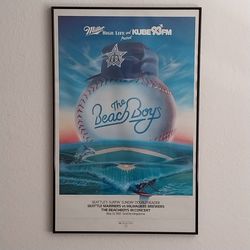 Miller HIGH LIFE and KUBE 93FM
Present
The
Beach Boys
SEATTLE'S SURFIN' SUNDAY DOUBLEHEADER
SEATTLE MARINERS vs MILWAUKEE BREWERS
THE BEACH BOYS IN CONCERT